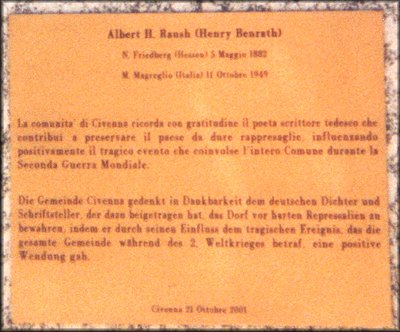 Albert H. Raush (Henry Benrath)
N. Friedberg (Hessen) 5 Maggio 1882
M. Magreglio (Italia) 11 Ottobre 1949
La comunita' di Civenna ricorda con gratitudine il poeta scrittore tedesco che
contribui a preservare il paese da dure rappresaglie, influenzando
positivamente il tragico evento che coinvolse l'intero Comune durante la
Seconda Guerra Mondiale.
Die Gemeinde Civenna gedenkt in Dankbarkeit dem deutschen Dichter und
Schriftsteller, der dazu beigetragen hat, das Dorf vor harten Repressalien zu
bewahren, indem er durch seinen Einfluss dem tragischen Ereignis, das die
gesamte Gemeinde während des 2. Weltkrieges betraf, eine positive
Wendung gab.
Civenna 21 Ottobre 2001